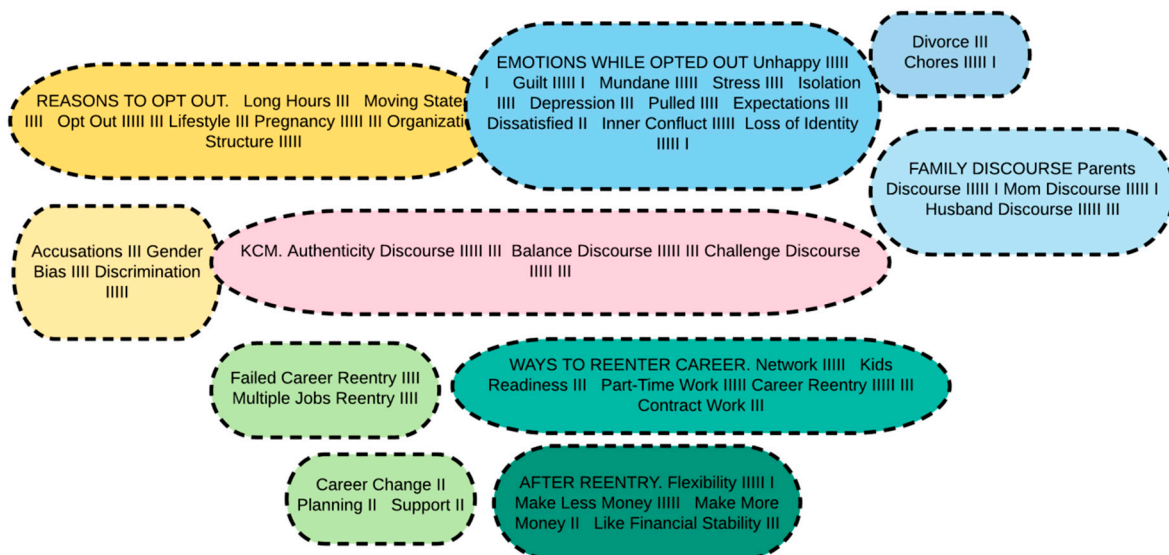 Divorce III
Chores IIIII I
EMOTIONS WHILE OPTED OUT Unhappy IIIII
I Guilt IIIII I Mundane IIIII Stress IIII Isolation
IIII Depression III Pulled IIII Expectations III
Dissatisfied II Inner Confluct IIIII Loss of Identity
IIIII I
REASONS TO OPT OUT. Long Hours III Moving State
IIII Opt Out IIIII III Lifestyle III Pregnancy IIIII III Organizati
Structure IIIII
FAMILY DISCOURSE Parents
Discourse IIIII I Mom Discourse IIIII I
Husband Discourse IIIII III
Accusations III Gender
Bias IIII Discrimination
IIIII
KCM. Authenticity Discourse IIIII III Balance Discourse IIIII III Challenge Discourse
IIIII III
Failed Career Reentry IIII
Multiple Jobs Reentry IIII
WAYS TO REENTER CAREER. Network IIIII Kids
Readiness III Part-Time Work IIIII Career Reentry IIIII III
Contract Work III
Career Change II
Planning II Support II
AFTER REENTRY. Flexibility IIIII I
Make Less Money IIIII Make More
Money II Like Financial Stability III